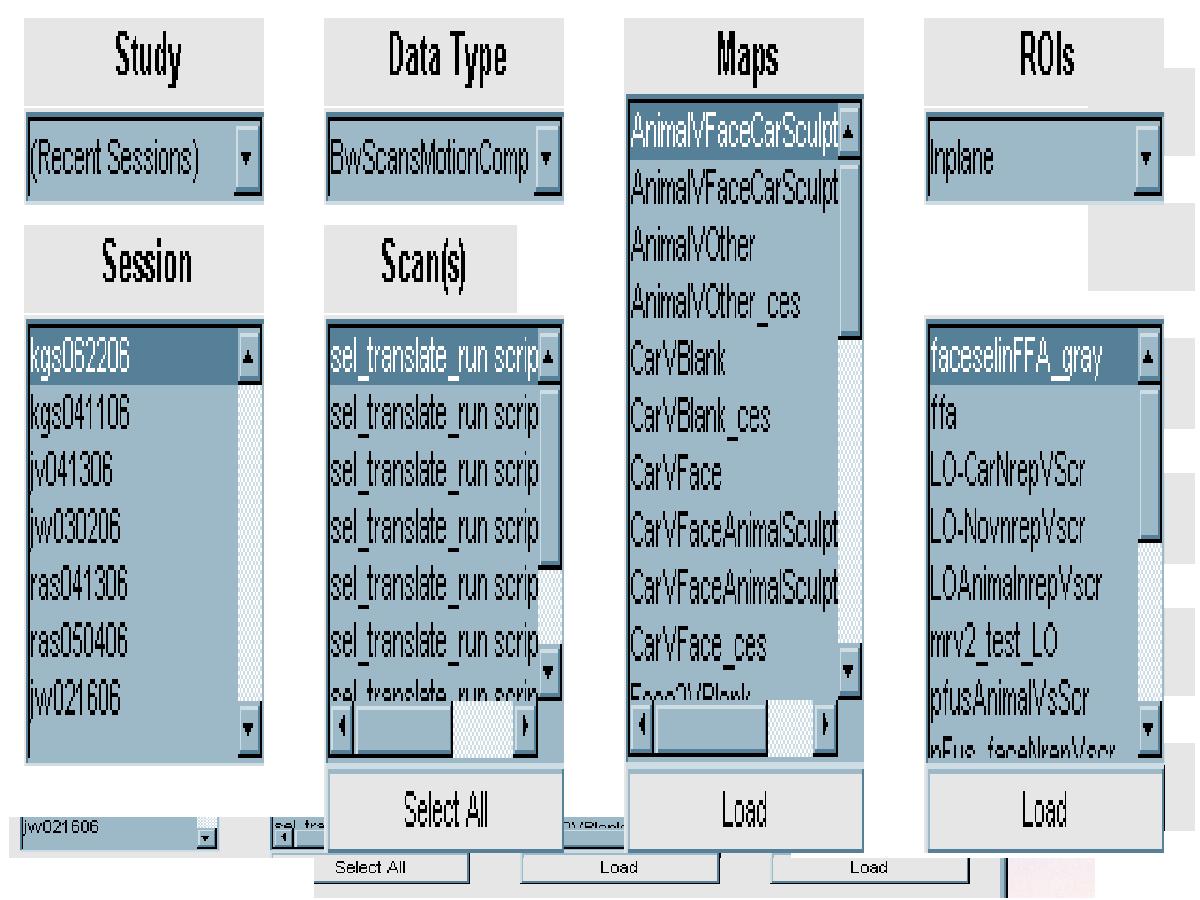 Study
(Recent Sessions)
Session
kgs062206
kgs041106
jv041306
jw030206
ras041306
ras050406
jw021606
Data Type
BwScansMotionComp
Scan(s)
sel_translate_run scrip
sel_translate_run scrip
sel_translate_run scrip
sel_translate_run scrip
sel_translate_run scrip
sel_translate_run scrip
sel_translate_run scrip
Select All
Maps
AnimalVFaceCarSculpt
AnimalVFaceCarSculpt
AnimalVOther
AnimalVOther_ces
CarVBlank
CarVBlank_ces
CarVFace
CarVFaceAnimalSculpt
CarVFaceAnimalSculpt
CarVFace_ces
Load
ROIs
Inplane
faceselinFFA_gray
ffa
LO-CarNrepVScr
LO-NovnrepVscr
LOAnimalnrepVscr
mrv2_test_LO
pfusAnimalVsScr
pFus_faceNrepVscr
Load
jw021606
Select All
Load
Load